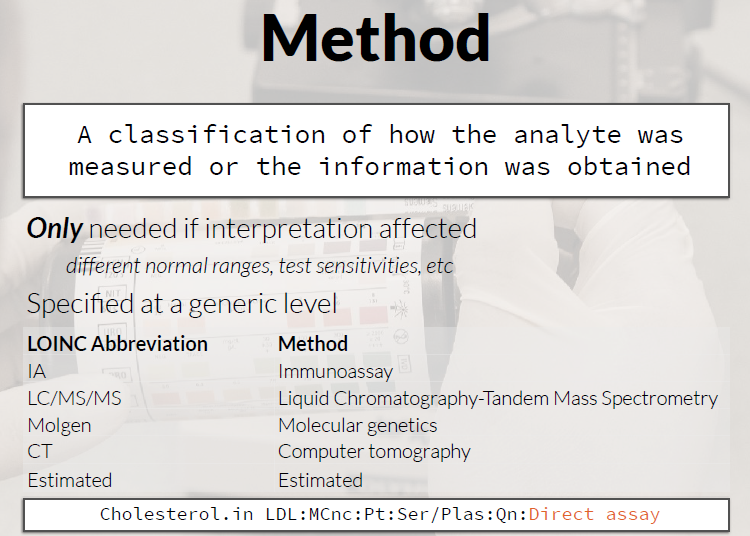 Method
A classification of how the analyte was
measured or the information was obtained
Only needed if interpretation affected
different normal ranges, test sensitivities, etc
Specified at a generic level
LOINC Abbreviation Method
IA Immunoassay
LC/MS/MS Liquid Chromatography-Tandem Mass Spectrometry
Molgen Molecular genetics
CT Computer tomography
Estimated Estimated
Cholesterol.in LDL:MCnc:Pt:Ser/Plas:Qn:Direct assay